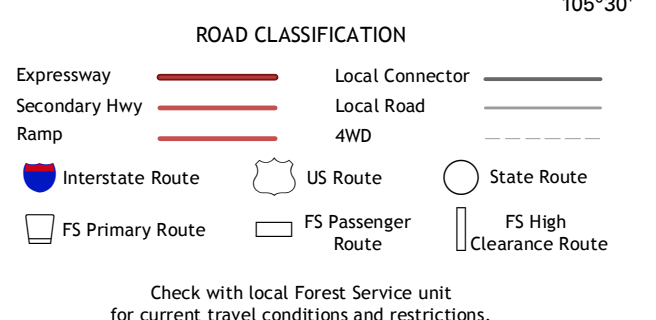 105°30'
ROAD CLASSIFICATION
Expressway
Local Connector
Secondary Hwy
Local Road
Ramp
4WD
Interstate Route
US Route
State Route
FS Primary Route
FS Passenger
Route
FS High
Clearance Route
Check with local Forest Service unit
for current travel conditions and restrictions.